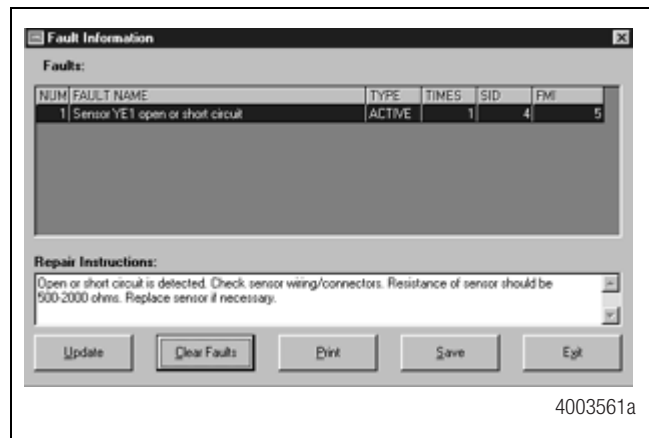 Fault Information
Faults:
NUM FAULT NAME TYPE TIMES SID FMI
1 Sensor YE1 open or short circuit ACTIVE 1 4 5
Repair Instructions:
Open or short circuit is detected. Check sensor wiring/connectors. Resistance of sensor should be
500-2000 ohms. Replace sensor if necessary.
Update Clear Faults Print Save Exit
4003561a